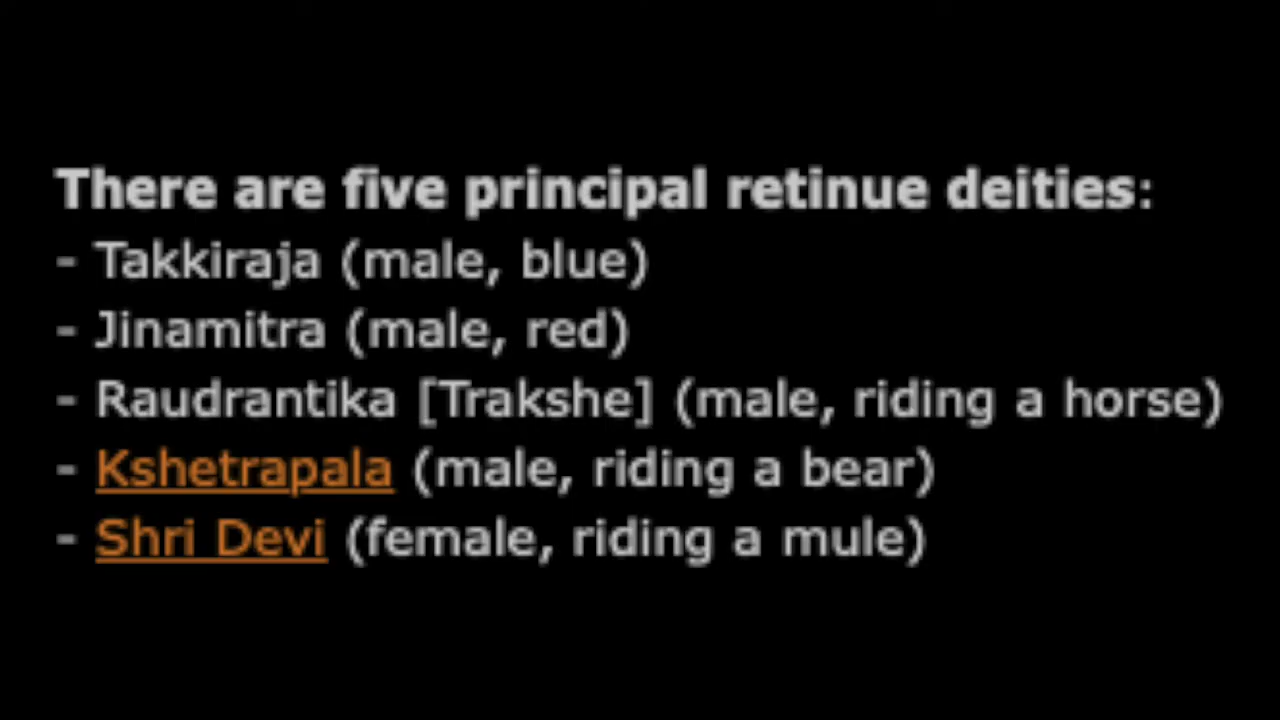 There are five principal retinue deities:
- Takkiraja (male, blue)
- Jinamitra (male, red)
- Raudrantika [Trakshe] (male, riding a horse)
- Kshetrapala (male, riding a bear)
- Shri Devi (female, riding a mule)